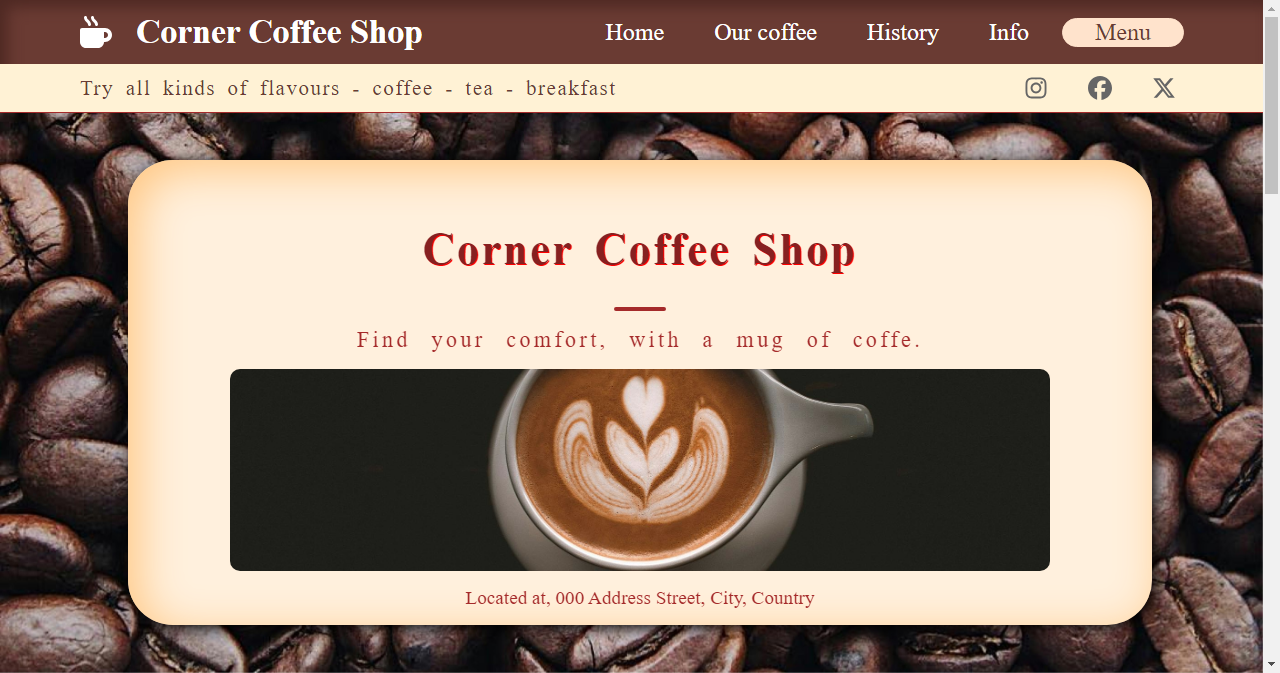 Corner Coffee Shop
Home Our coffee History Info Menu
Try all kinds of flavours - coffee - tea - breakfast
Corner Coffee Shop
Find your comfort, with a mug of coffe.
Located at, 000 Address Street, City, Country